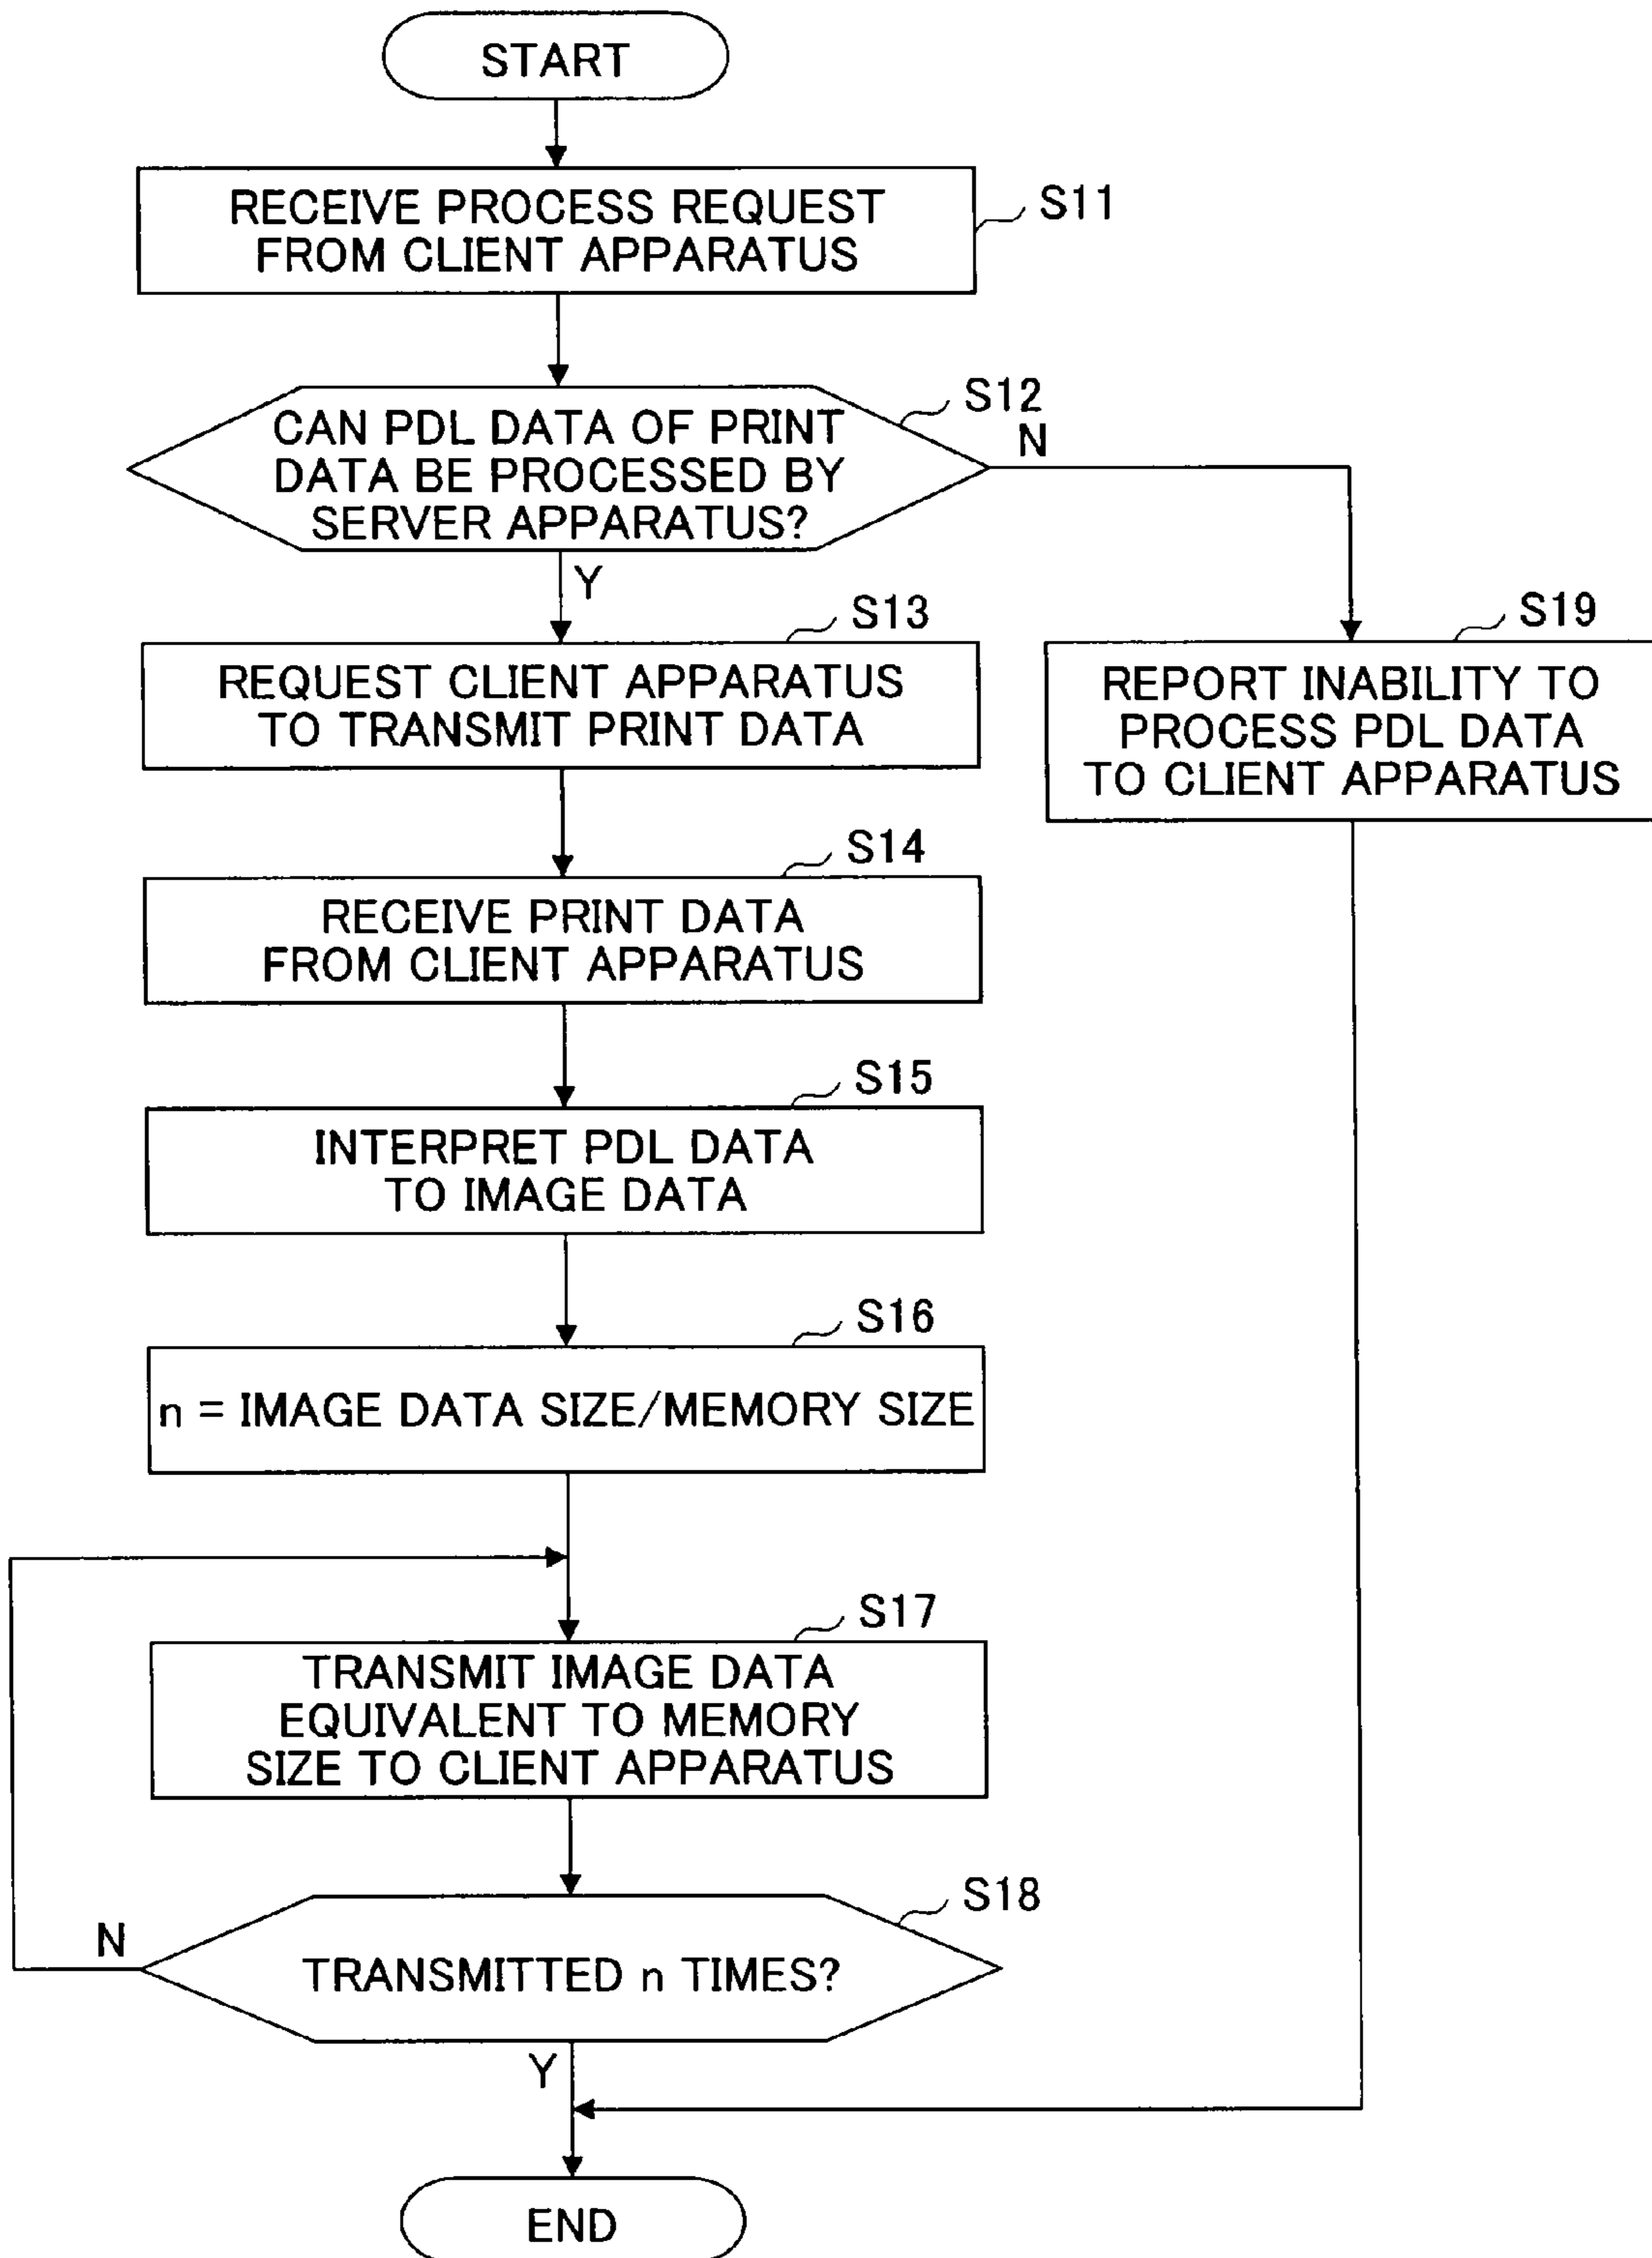 START
RECEIVE PROCESS REQUEST
FROM CLIENT APPARATUS
S11
CAN PDL DATA OF PRINT
DATA BE PROCESSED BY
SERVER APPARATUS?
S12
N
Y
S13
REQUEST CLIENT APPARATUS
TO TRANSMIT PRINT DATA
S19
REPORT INABILITY TO
PROCESS PDL DATA
TO CLIENT APPARATUS
S14
RECEIVE PRINT DATA
FROM CLIENT APPARATUS
S15
INTERPRET PDL DATA
TO IMAGE DATA
S16
n = IMAGE DATA SIZE/MEMORY SIZE
S17
TRANSMIT IMAGE DATA
EQUIVALENT TO MEMORY
SIZE TO CLIENT APPARATUS
S18
N
TRANSMITTED n TIMES?
Y
END